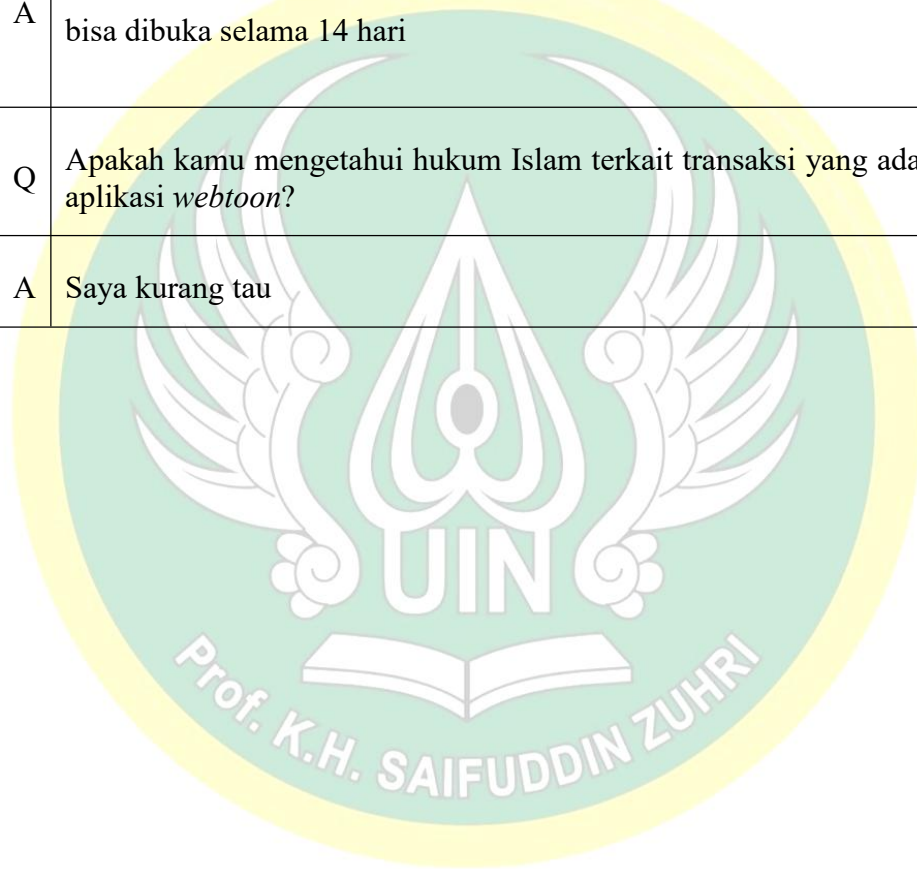 A
bisa dibuka selama 14 hari
Q
Apakah kamu mengetahui hukum Islam terkait transaksi yang ada
aplikasi webtoon?
A
Saya kurang tau
UIN
Prof. K.H. SAIFUDDIN ZUHRI